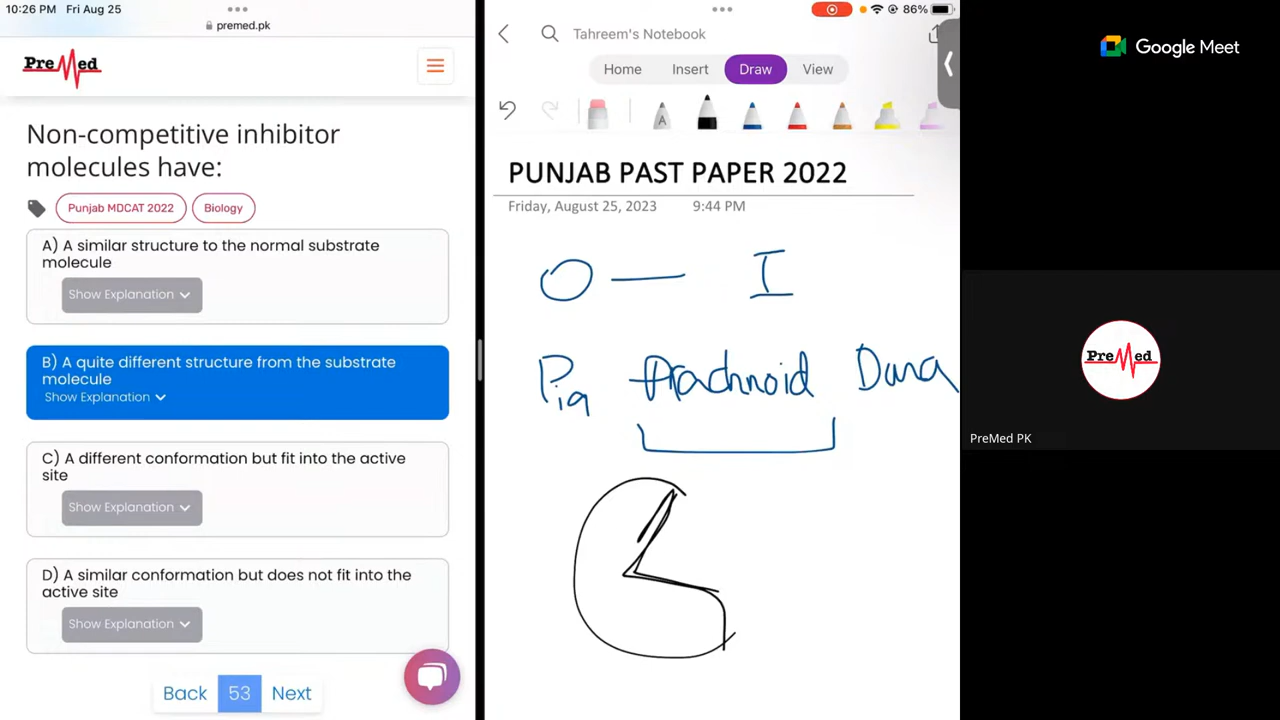 10:26 PM Fri Aug 25
premed.pk
PreMed
Non-competitive inhibitor
molecules have:
Punjab MDCAT 2022
Biology
A) A similar structure to the normal substrate
molecule
Show Explanation
B) A quite different structure from the substrate
molecule
Show Explanation
C) A different conformation but fit into the active
site
Show Explanation
D) A similar conformation but does not fit into the
active site
Show Explanation
Back 53 Next
86%
Tahreem's Notebook
Home Insert Draw View
A
PUNJAB PAST PAPER 2022
Friday, August 25, 2023 9:44 PM
O — I
Pia Arachnoid Dura
Google Meet
PreMed
PreMed PK